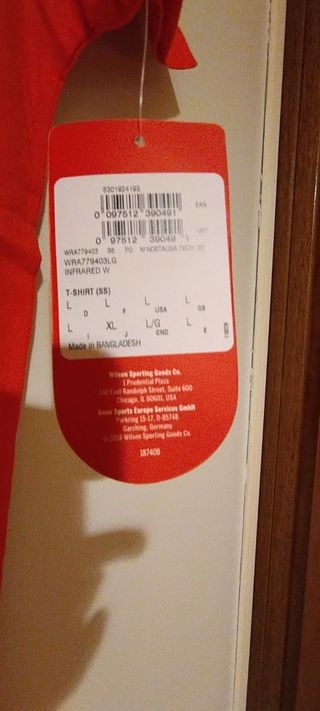 5301924193
EAN
0 097512 390491
UPC
0 97512 39049 1
WRA779403 35 PO M NOSTALGIA TECH TEE
WRA779403LG
INFRARED W
T-SHIRT (SS)
L D L F L USA L GB
L I XL J L/G CND L E
Made in BANGLADESH
Wilson Sporting Goods Co.
1 Prudential Plaza
130 East Randolph Street, Suite 600
Chicago, IL 60601, USA
Amer Sports Europe Services GmbH
Parkring 15-17, D-85748
Garching, Germany
© 2018 Wilson Sporting Goods Co.
187408